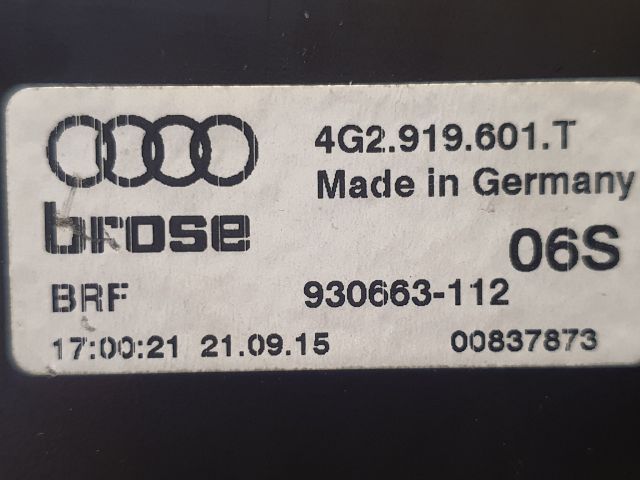 4G2.919.601.T
Made in Germany
brose
06S
BRF 930663-112
17:00:21 21.09.15 00837873